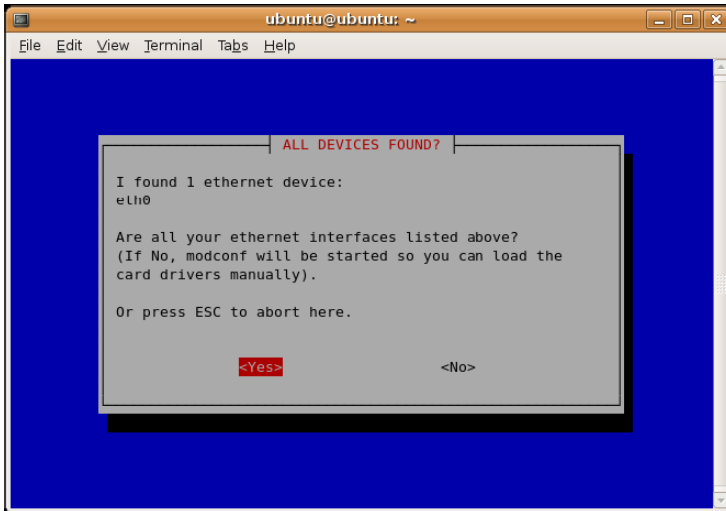 ubuntu@ubuntu: ~
File Edit View Terminal Tabs Help
ALL DEVICES FOUND?
I found 1 ethernet device:
eth0
Are all your ethernet interfaces listed above?
(If No, modconf will be started so you can load the
card drivers manually).
Or press ESC to abort here.
<Yes> <No>